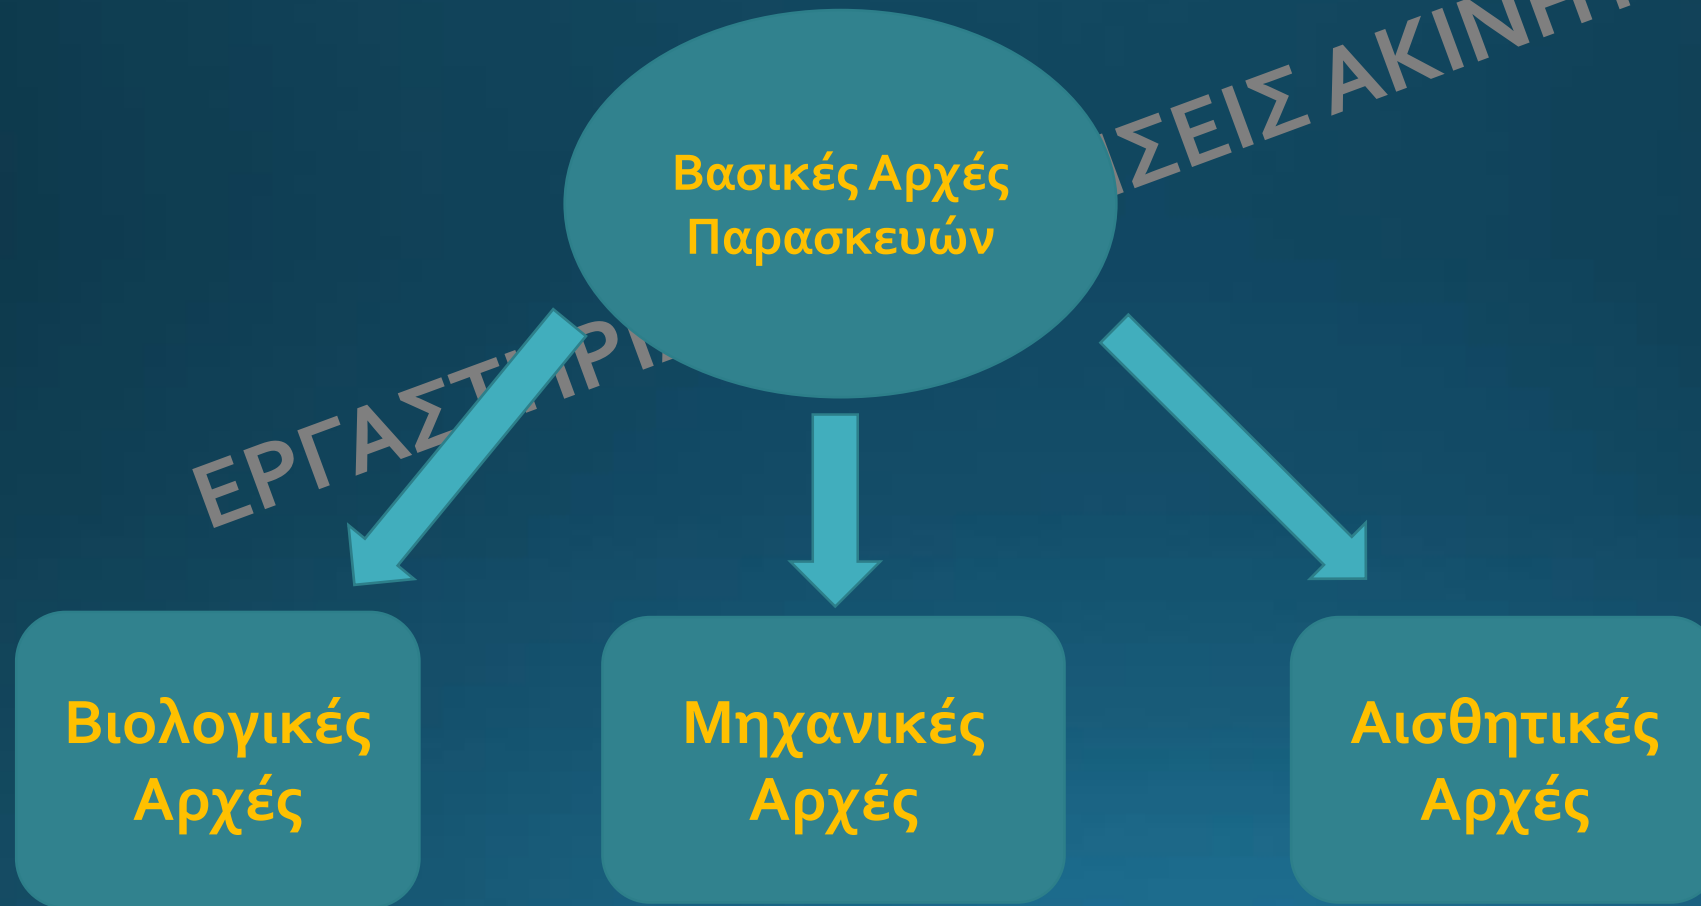 Βασικές Αρχές
Παρασκευών
Βιολογικές
Αρχές
Μηχανικές
Αρχές
Αισθητικές
Αρχές